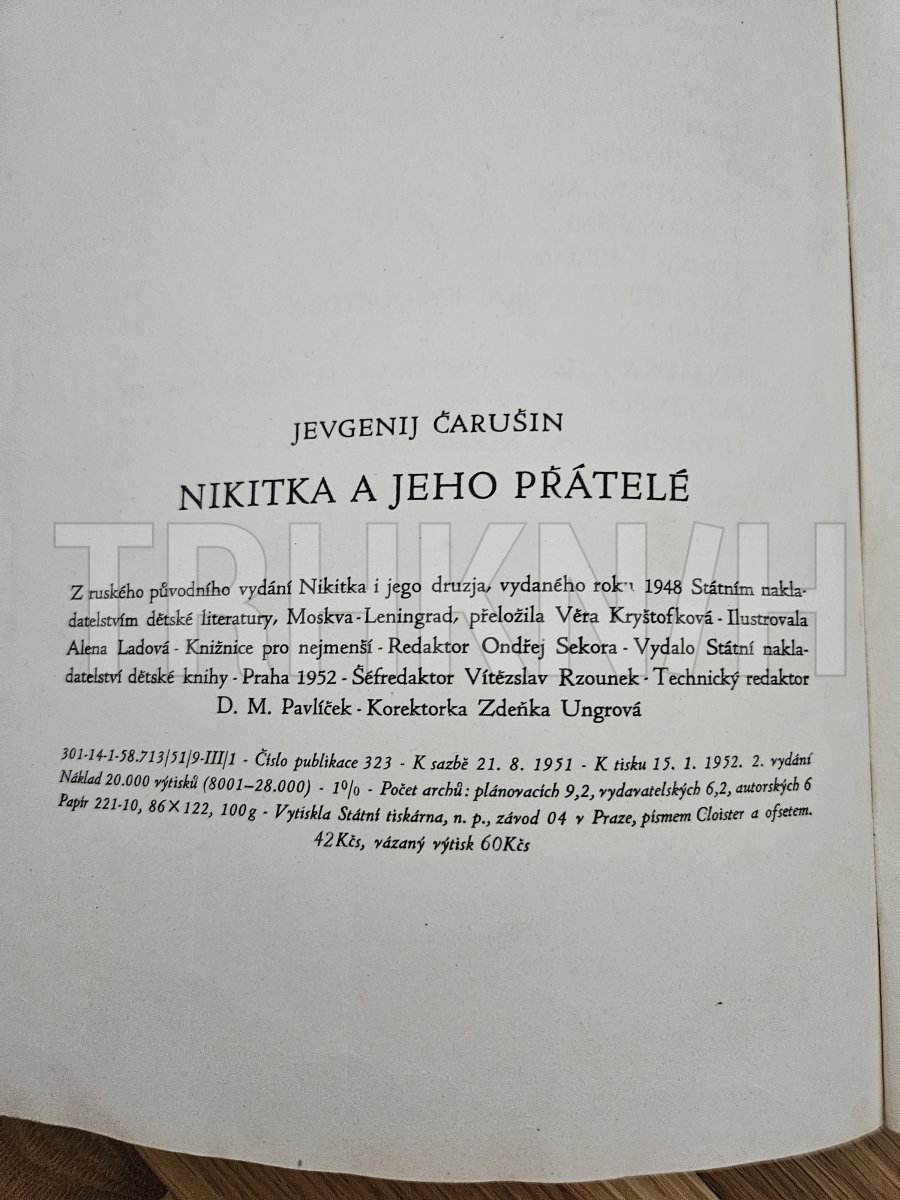 JEVGENIJ ČARUŠIN
NIKITKA A JEHO PŘÁTELÉ
TRHKNIH
Z ruského původního vydání Nikitka i jego druzja, vydaného roku 1948 Státním nakla-
datelstvím dětské literatury, Moskva-Leningrad, přeložila Věra Kryštofková - Ilustrovala
Alena Ladová - Knižnice pro nejmenší - Redaktor Ondřej Sekora - Vydalo Státní nakla-
datelství dětské knihy - Praha 1952 - Šéfredaktor Vítězslav Rzounek - Technický redaktor
D. M. Pavlíček - Korektorka Zdeňka Ungrová
301-14-1-58.713/51/9-III/1 - Číslo publikace 323 - K sazbě 21. 8. 1951 - K tisku 15. 1. 1952. 2. vydání
Náklad 20.000 výtisků (8001-28.000) - 1% - Počet archů: plánovacích 9,2, vydavatelských 6,2, autorských 6
Papír 221-10, 86×122, 100g - Vytiskla Státní tiskárna, n. p., závod 04 v Praze, písmem Cloister a ofsetem.
42Kčs, vázaný výtisk 60Kčs